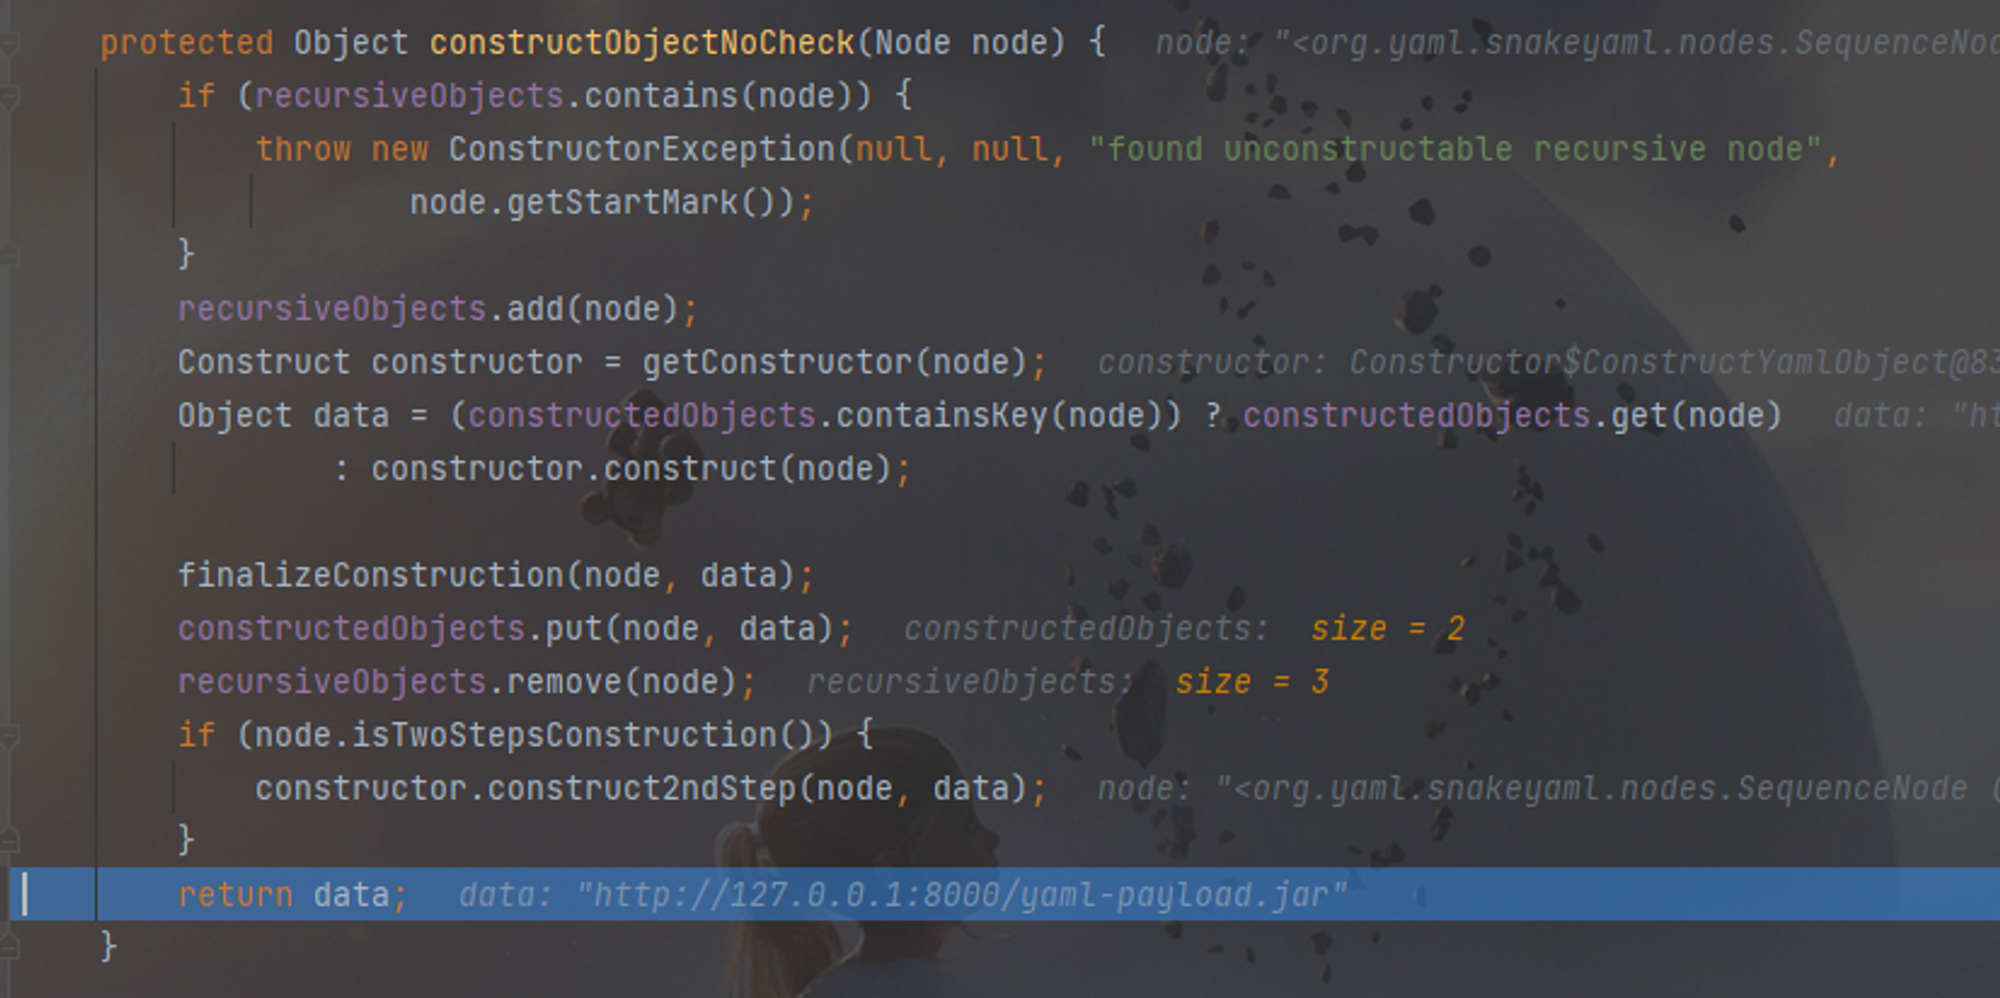 protected Object constructObjectNoCheck(Node node) {   node: "<org.yaml.snakeyaml.nodes.SequenceNod
if (recursiveObjects.contains(node)) {
throw new ConstructorException(null, null, "found unconstructable recursive node",
node.getStartMark());
}
recursiveObjects.add(node);
Construct constructor = getConstructor(node);   constructor: Constructor$ConstructYamlObject@83
Object data = (constructedObjects.containsKey(node)) ? constructedObjects.get(node)   data: "ht
: constructor.construct(node);
finalizeConstruction(node, data);
constructedObjects.put(node, data);   constructedObjects:  size = 2
recursiveObjects.remove(node);   recursiveObjects:  size = 3
if (node.isTwoStepsConstruction()) {
constructor.construct2ndStep(node, data);   node: "<org.yaml.snakeyaml.nodes.SequenceNode (
}
return data;   data: "http://127.0.0.1:8000/yaml-payload.jar"
}